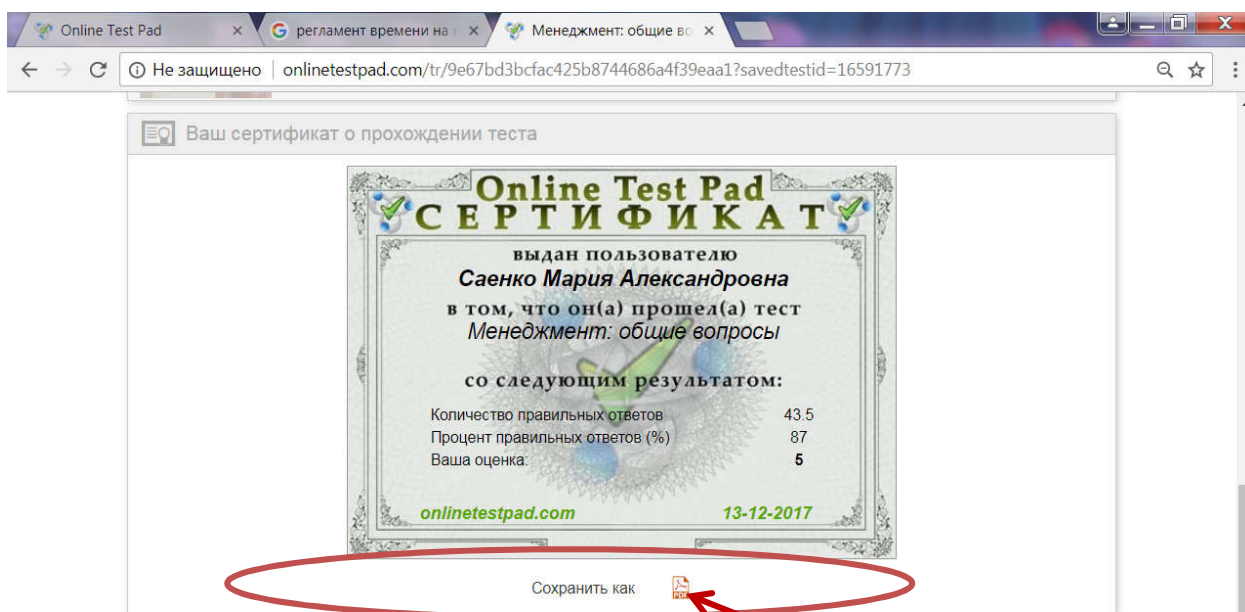 Online Test Pad
регламент времени на
Менеджмент: общие во
Не защищено | onlinetestpad.com/tr/9e67bd3bcfac425b8744686a4f39eaa1?savedtestid=16591773
Ваш сертификат о прохождении теста
Online Test Pad
СЕРТИФИКАТ
выдан пользователю
Саенко Мария Александровна
в том, что он(а) прошел(а) тест
Менеджмент: общие вопросы
со следующим результатом:
Количество правильных ответов 43.5
Процент правильных ответов (%) 87
Ваша оценка: 5
onlinetestpad.com 13-12-2017
Сохранить как PDF